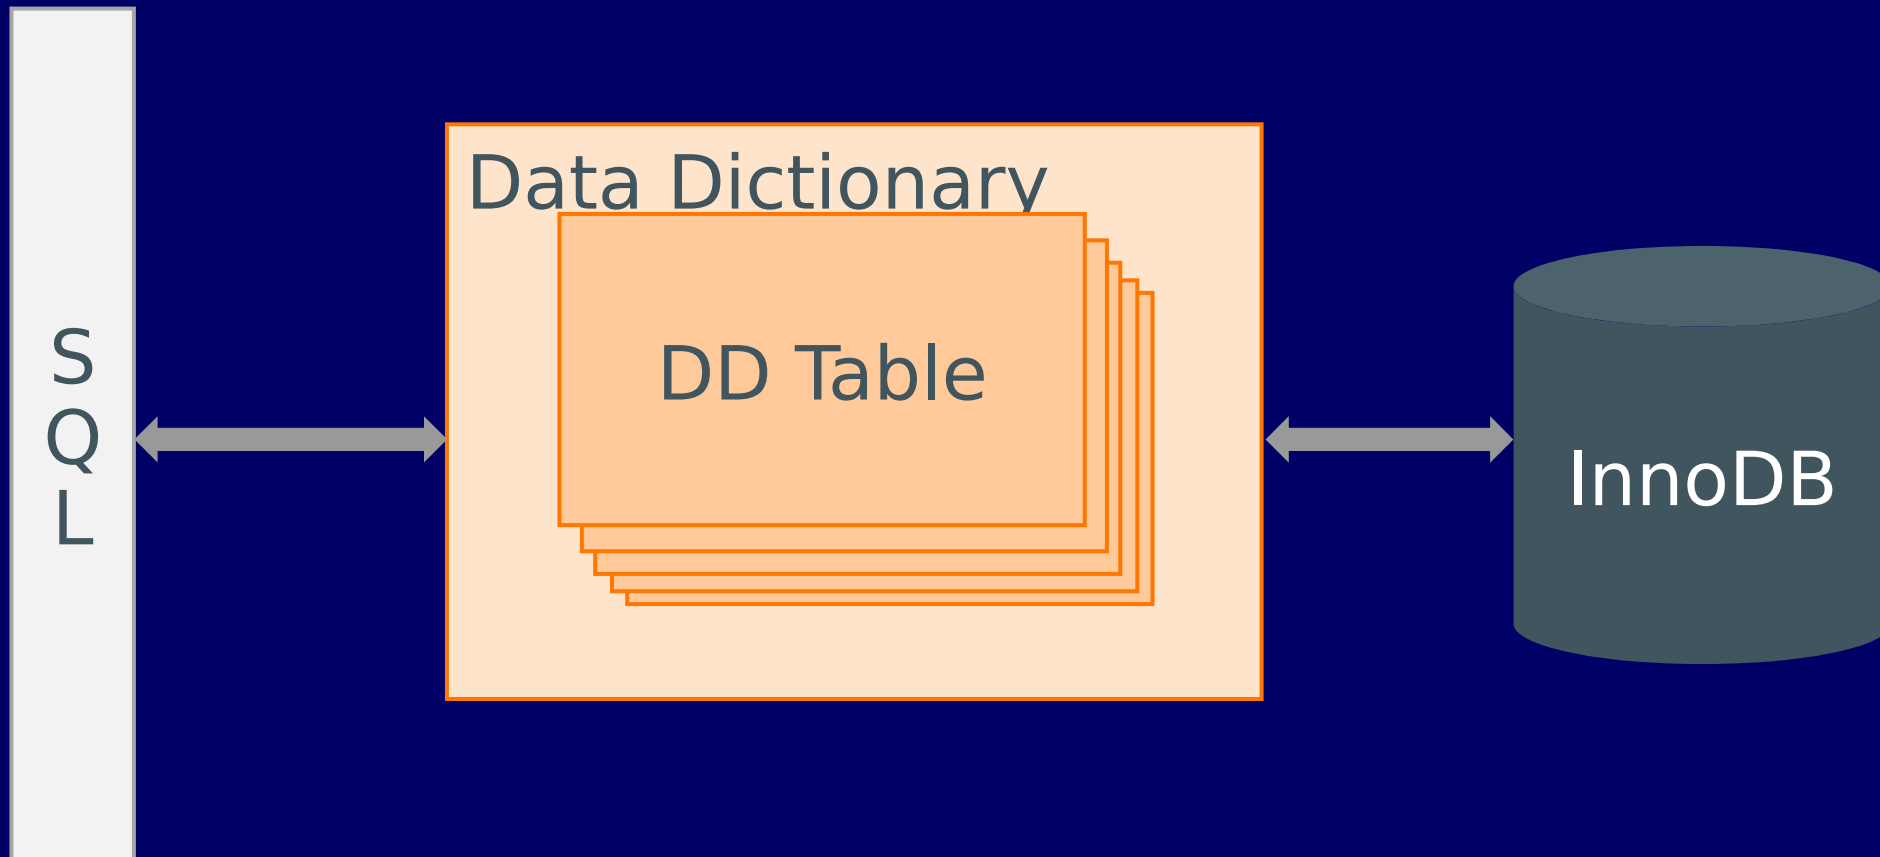 S
Q
L
Data Dictionary
DD Table
InnoDB